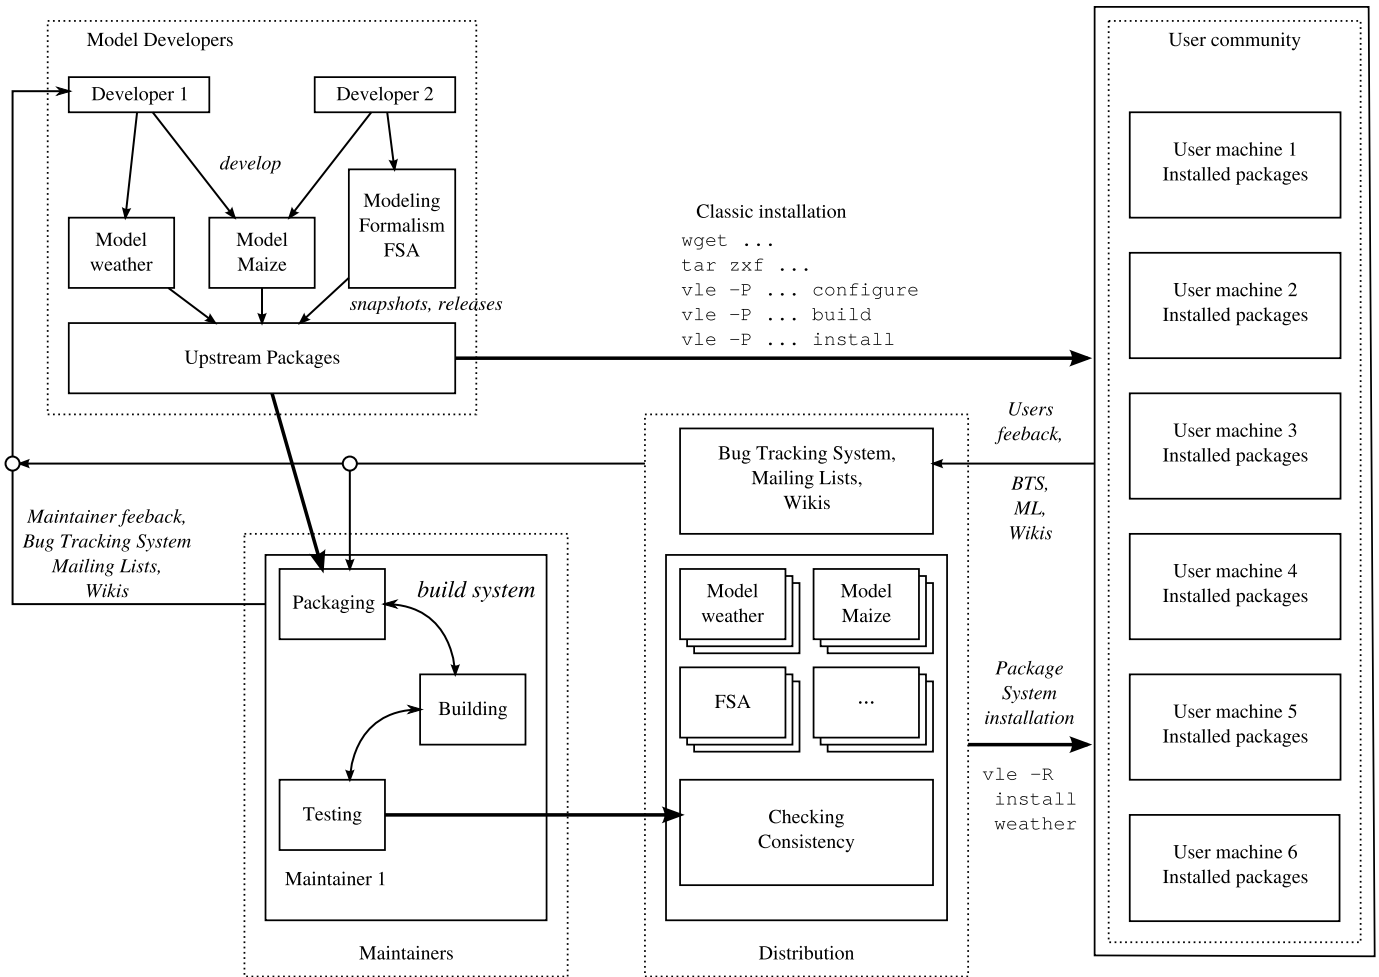 Model Developers
Developer 1
Developer 2
develop
Model
weather
Model
Maize
Modeling
Formalism
FSA
snapshots, releases
Upstream Packages
Classic installation
wget ...
tar zxf ...
vle −P ... configure
vle −P ... build
vle −P ... install
User community
User machine 1
Installed packages
User machine 2
Installed packages
User machine 3
Installed packages
User machine 4
Installed packages
User machine 5
Installed packages
User machine 6
Installed packages
Users
feeback,
BTS,
ML,
Wikis
Bug Tracking System,
Mailing Lists,
Wikis
Maintainer feeback,
Bug Tracking System
Mailing Lists,
Wikis
Packaging
build system
Building
Testing
Maintainer 1
Maintainers
Model
weather
Model
Maize
FSA
...
Checking
Consistency
Distribution
Package
System
installation
vle −R
install
weather